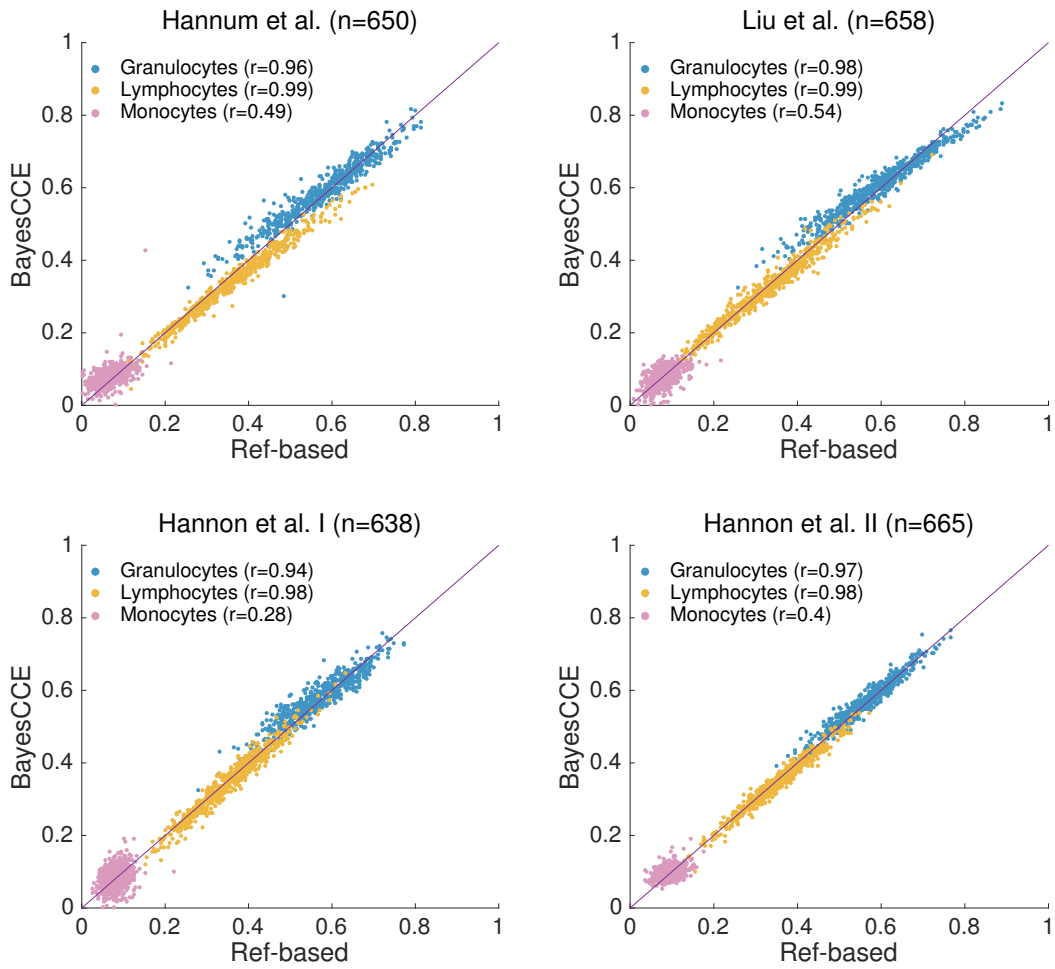 Hannum et al. (n=650)
1
0.8
0.6
0.4
0.2
0
Granulocytes (r=0.96)
Lymphocytes (r=0.99)
Monocytes (r=0.49)
BayesCCE
0 0.2 0.4 0.6 0.8 1
Ref-based
Liu et al. (n=658)
1
0.8
0.6
0.4
0.2
0
Granulocytes (r=0.98)
Lymphocytes (r=0.99)
Monocytes (r=0.54)
BayesCCE
0 0.2 0.4 0.6 0.8 1
Ref-based
Hannon et al. I (n=638)
1
0.8
0.6
0.4
0.2
0
Granulocytes (r=0.94)
Lymphocytes (r=0.98)
Monocytes (r=0.28)
BayesCCE
0 0.2 0.4 0.6 0.8 1
Ref-based
Hannon et al. II (n=665)
1
0.8
0.6
0.4
0.2
0
Granulocytes (r=0.97)
Lymphocytes (r=0.98)
Monocytes (r=0.4)
BayesCCE
0 0.2 0.4 0.6 0.8 1
Ref-based